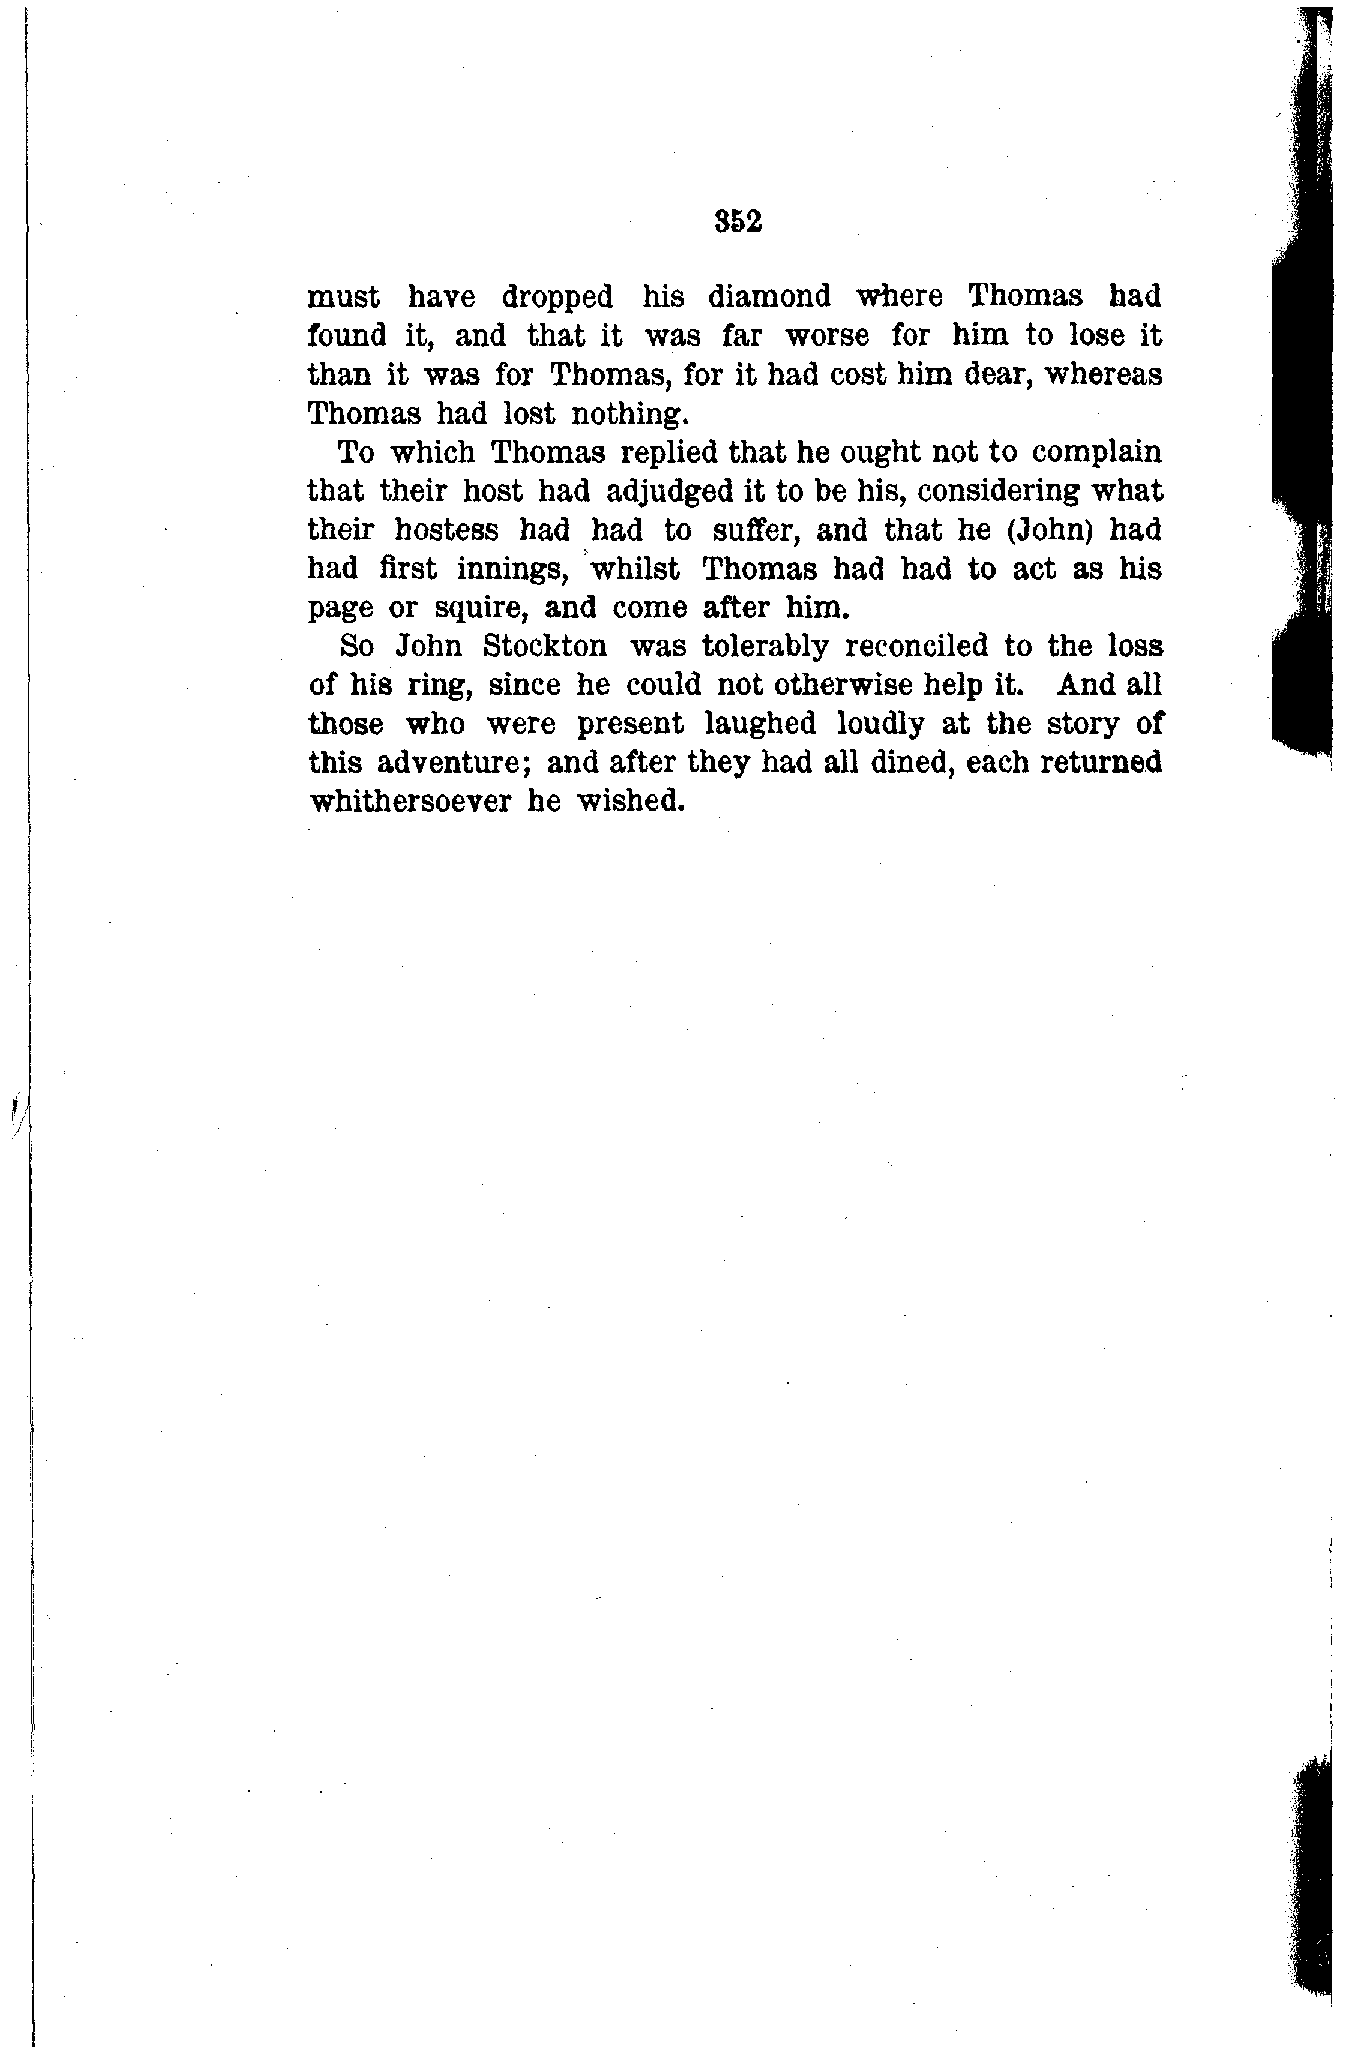 352
must have dropped his diamond where Thomas had
found it, and that it was far worse for him to lose it
than it was for Thomas, for it had cost him dear, whereas
Thomas had lost nothing.
To which Thomas replied that he ought not to complain
that their host had adjudged it to be his, considering what
their hostess had had to suffer, and that he (John) had
had first innings, whilst Thomas had had to act as his
page or squire, and come after him.
So John Stockton was tolerably reconciled to the loss
of his ring, since he could not otherwise help it. And all
those who were present laughed loudly at the story of
this adventure; and after they had all dined, each returned
whithersoever he wished.